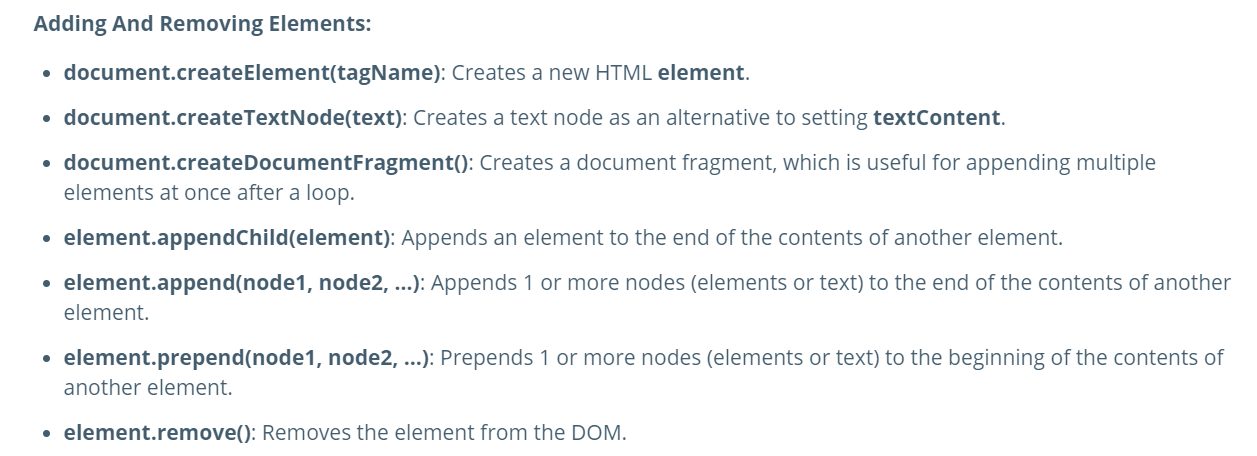 Adding And Removing Elements:
• document.createElement(tagName): Creates a new HTML element.
• document.createTextNode(text): Creates a text node as an alternative to setting textContent.
• document.createDocumentFragment(): Creates a document fragment, which is useful for appending multiple
elements at once after a loop.
• element.appendChild(element): Appends an element to the end of the contents of another element.
• element.append(node1, node2, ...): Appends 1 or more nodes (elements or text) to the end of the contents of another
element.
• element.prepend(node1, node2, ...): Prepends 1 or more nodes (elements or text) to the beginning of the contents of
another element.
• element.remove(): Removes the element from the DOM.